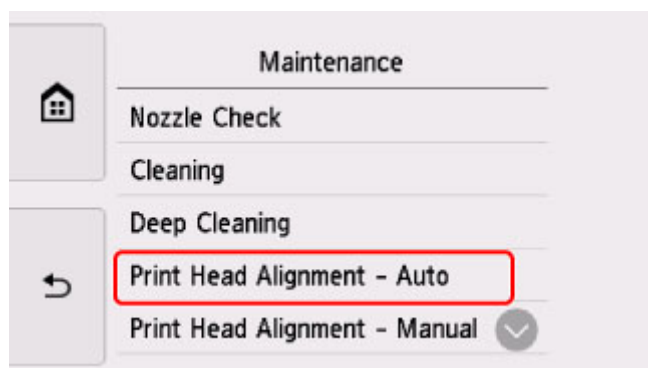 Maintenance
Nozzle Check
Cleaning
Deep Cleaning
Print Head Alignment - Auto
Print Head Alignment - Manual